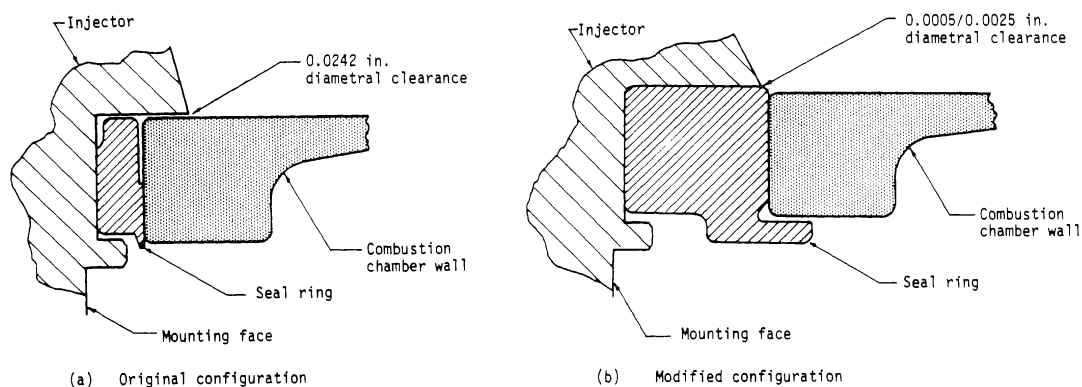 Injector
0.0242 in.
diametral clearance
Combustion
chamber wall
Seal ring
Mounting face
(a) Original configuration
Injector
0.0005/0.0025 in.
diametral clearance
Combustion
chamber wall
Seal ring
Mounting face
(b) Modified configuration